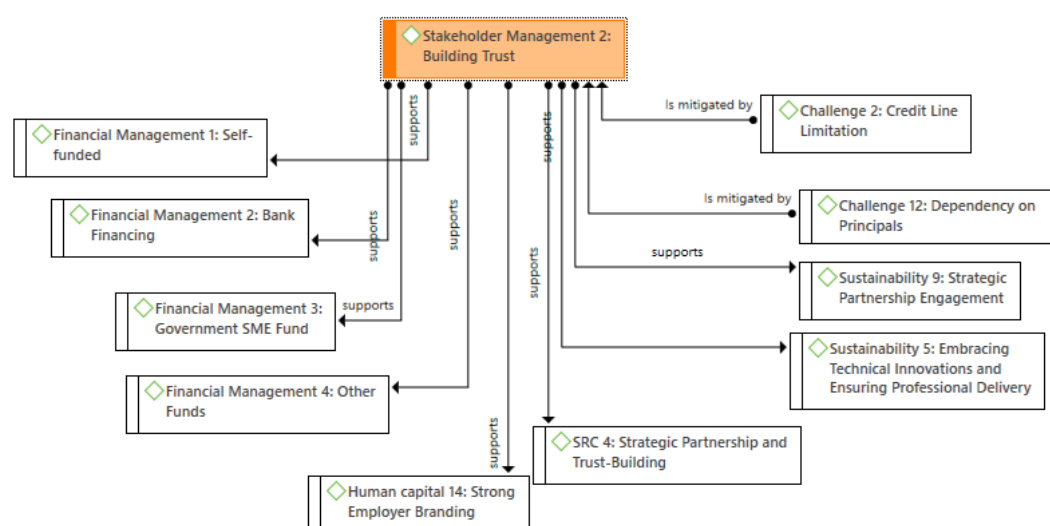 Stakeholder Management 2:
Building Trust
supports
Is mitigated by
Challenge 2: Credit Line
Limitation
Financial Management 1: Self-
funded
supports
Is mitigated by
Challenge 12: Dependency on
Principals
Financial Management 2: Bank
Financing
supports
supports
supports
supports
Sustainability 9: Strategic
Partnership Engagement
Financial Management 3:
Government SME Fund
supports
supports
Sustainability 5: Embracing
Technical Innovations and
Ensuring Professional Delivery
Financial Management 4: Other
Funds
supports
SRC 4: Strategic Partnership and
Trust-Building
Human capital 14: Strong
Employer Branding